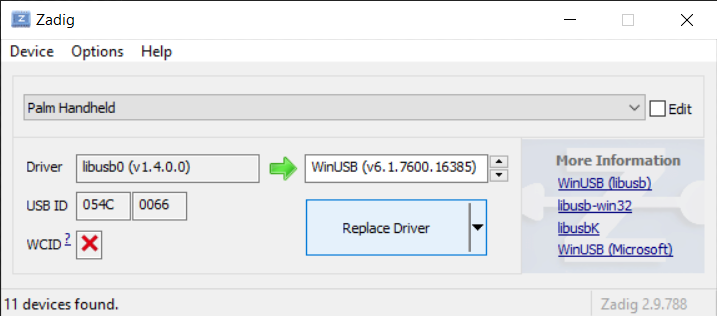 Zadig
Device Options Help
Palm Handheld
Edit
Driver libusb0 (v1.4.0.0) WinUSB (v6.1.7600.16385)
USB ID 054C 0066
WCID ?
Replace Driver
More Information
WinUSB (libusb)
libusb-win32
libusbK
WinUSB (Microsoft)
11 devices found.
Zadig 2.9.788